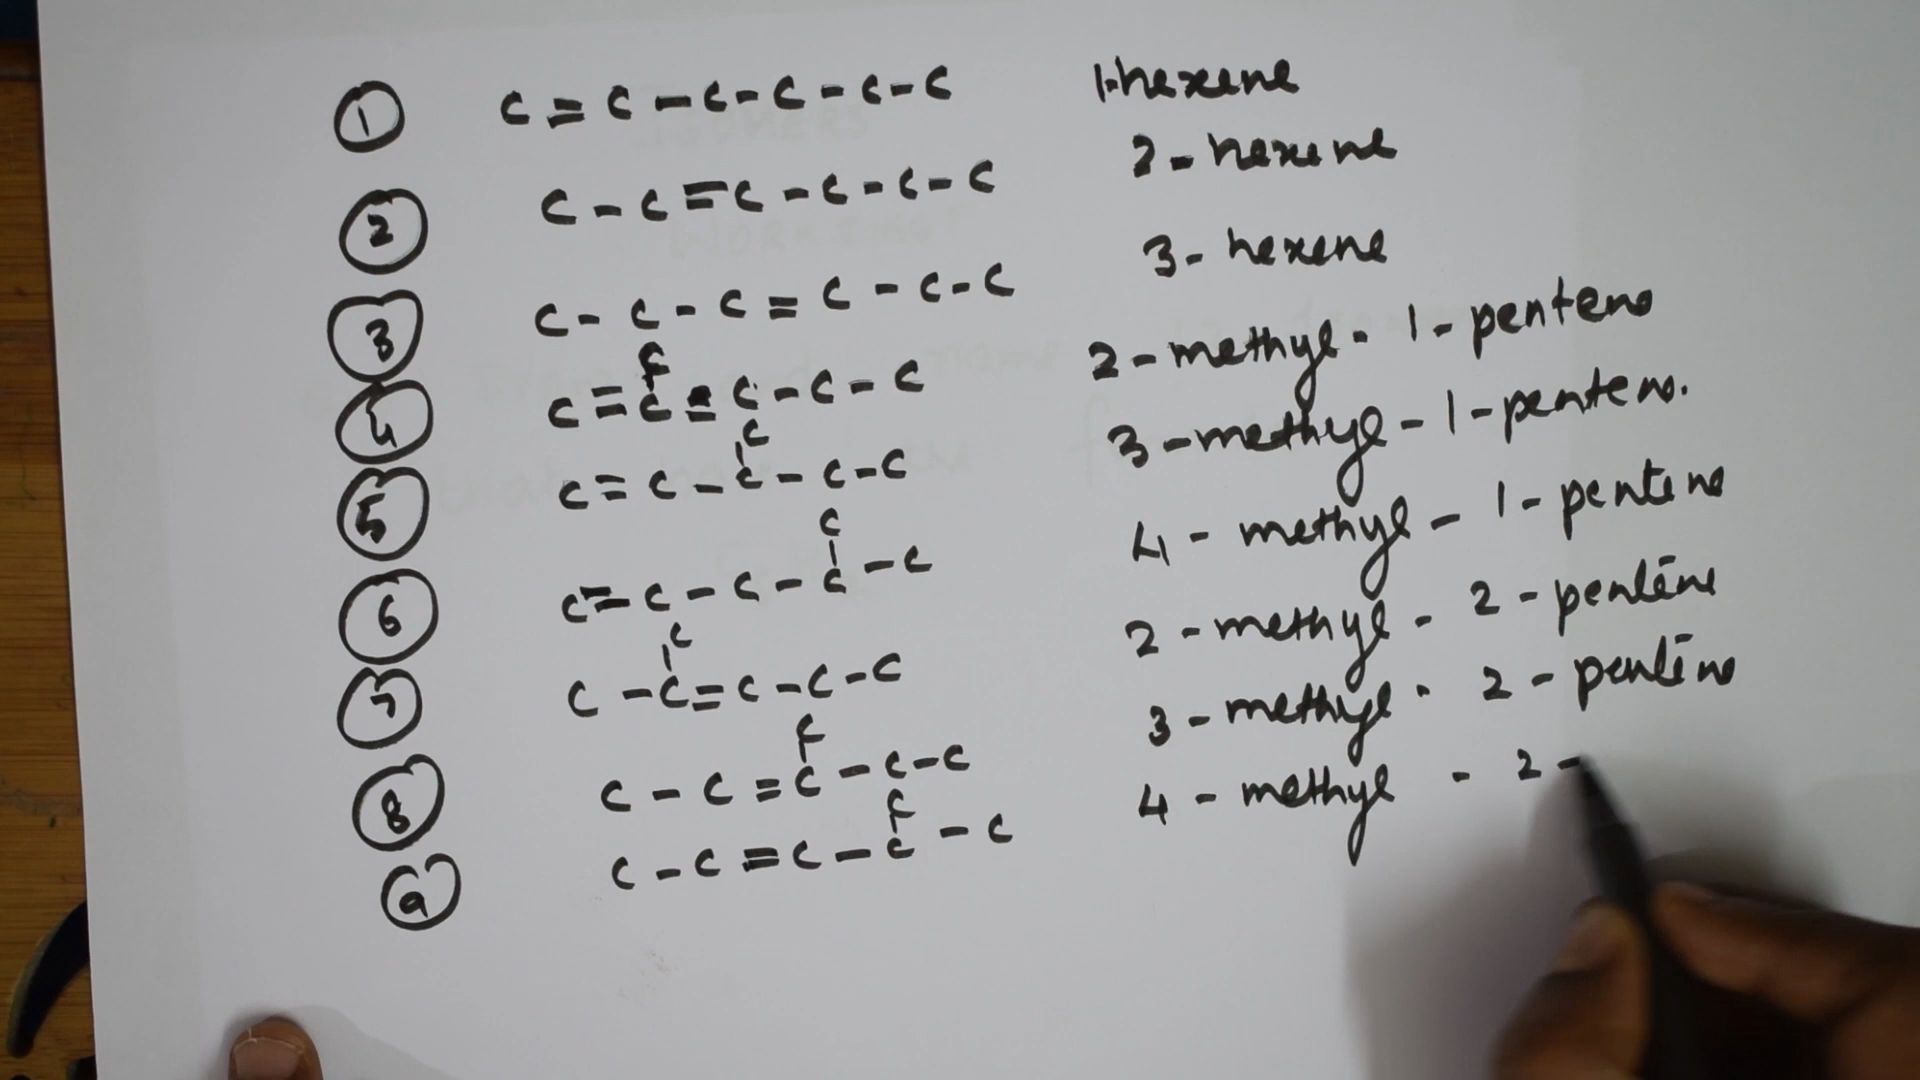 1 C = C - C - C - C - C 1-hexene
2 C - C = C - C - C - C 2 - hexene
3 C - C - C = C - C - C 3 - hexene
C
4 C = C - C - C - C 2 - methyl - 1 - pentene
C
5 C = C - C - C - C 3 - methyl - 1 - pentene.
C
6 C = C - C - C - C 4 - methyl - 1 - pentene
C
7 C - C = C - C - C 2 - methyl - 2 - pentene
C
8 C - C = C - C - C 3 - methyl - 2 - pentene
C
9 C - C = C - C - C 4 - methyl - 2 -